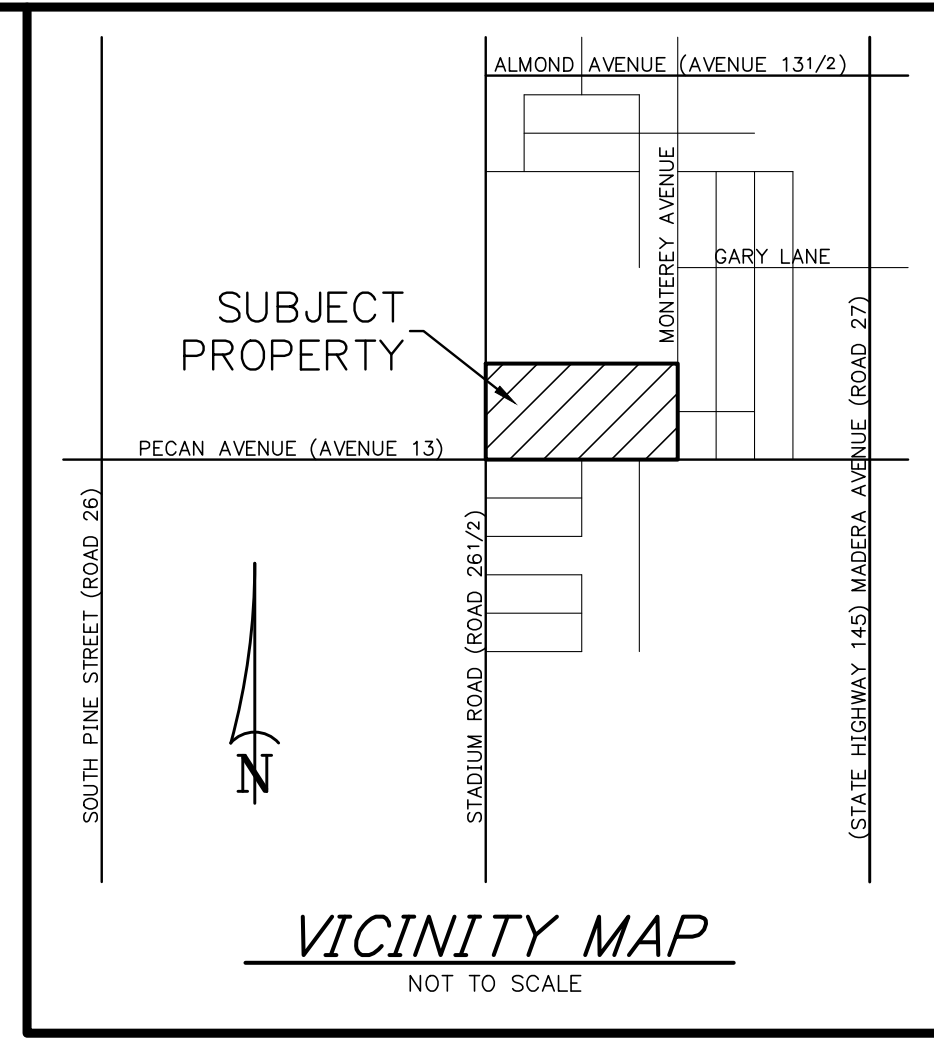 ALMOND AVENUE (AVENUE 131/2)
MONTEREY AVENUE
GARY LANE
SUBJECT
PROPERTY
PECAN AVENUE (AVENUE 13)
SOUTH PINE STREET (ROAD 26)
STADIUM ROAD (ROAD 261/2)
(STATE HIGHWAY 145) MADERA AVENUE (ROAD 27)
N
VICINITY MAP
NOT TO SCALE